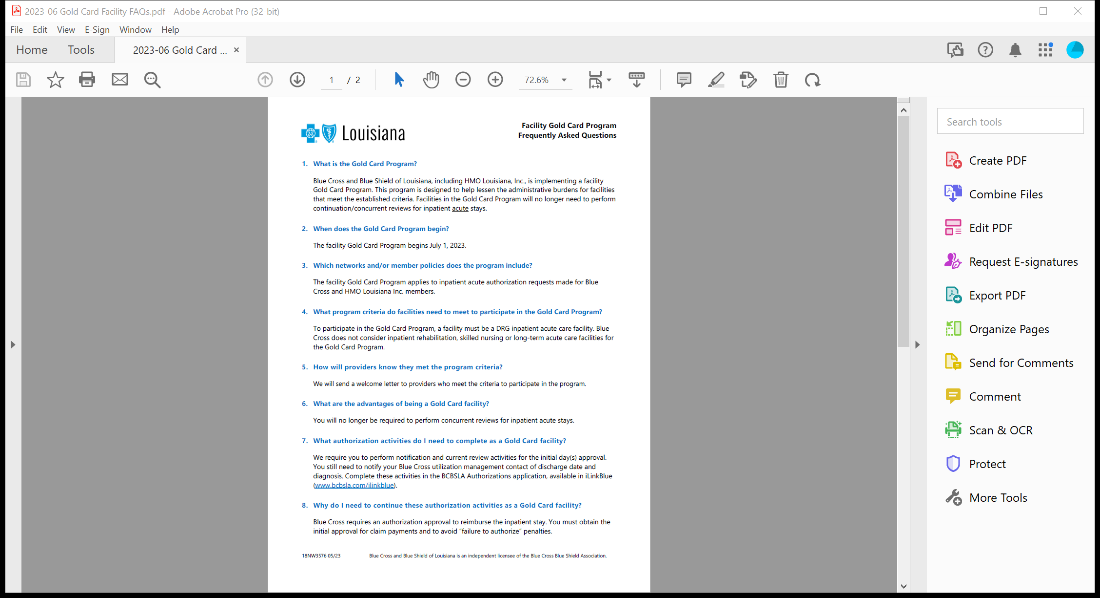 2023-06 Gold Card Facility FAQs.pdf - Adobe Acrobat Pro (32-bit)
File Edit View E-Sign Window Help
Home Tools 2023-06 Gold Card ... ×
1 / 2 72.6%
Louisiana
Facility Gold Card Program
Frequently Asked Questions
1. What is the Gold Card Program?
Blue Cross and Blue Shield of Louisiana, including HMO Louisiana, Inc., is implementing a facility
Gold Card Program. This program is designed to help lessen the administrative burdens for facilities
that meet the established criteria. Facilities in the Gold Card Program will no longer need to perform
continuation/concurrent reviews for inpatient acute stays.
2. When does the Gold Card Program begin?
The facility Gold Card Program begins July 1, 2023.
3. Which networks and/or member policies does the program include?
The facility Gold Card Program applies to inpatient acute authorization requests made for Blue
Cross and HMO Louisiana Inc. members.
4. What program criteria do facilities need to meet to participate in the Gold Card Program?
To participate in the Gold Card Program, a facility must be a DRG inpatient acute care facility. Blue
Cross does not consider inpatient rehabilitation, skilled nursing or long-term acute care facilities for
the Gold Card Program.
5. How will providers know they met the program criteria?
We will send a welcome letter to providers who meet the criteria to participate in the program.
6. What are the advantages of being a Gold Card facility?
You will no longer be required to perform concurrent reviews for inpatient acute stays.
7. What authorization activities do I need to complete as a Gold Card facility?
We require you to perform notification and current review activities for the initial day(s) approval.
You still need to notify your Blue Cross utilization management contact of discharge date and
diagnosis. Complete these activities in the BCBSLA Authorizations application, available in iLinkBlue
(www.bcbsla.com/ilinkblue).
8. Why do I need to continue these authorization activities as a Gold Card facility?
Blue Cross requires an authorization approval to reimburse the inpatient stay. You must obtain the
initial approval for claim payments and to avoid "failure to authorize" penalties.
18NW3576 05/23 Blue Cross and Blue Shield of Louisiana is an independent licensee of the Blue Cross Blue Shield Association.
Search tools
Create PDF
Combine Files
Edit PDF
Request E-signatures
Export PDF
Organize Pages
Send for Comments
Comment
Scan & OCR
Protect
More Tools